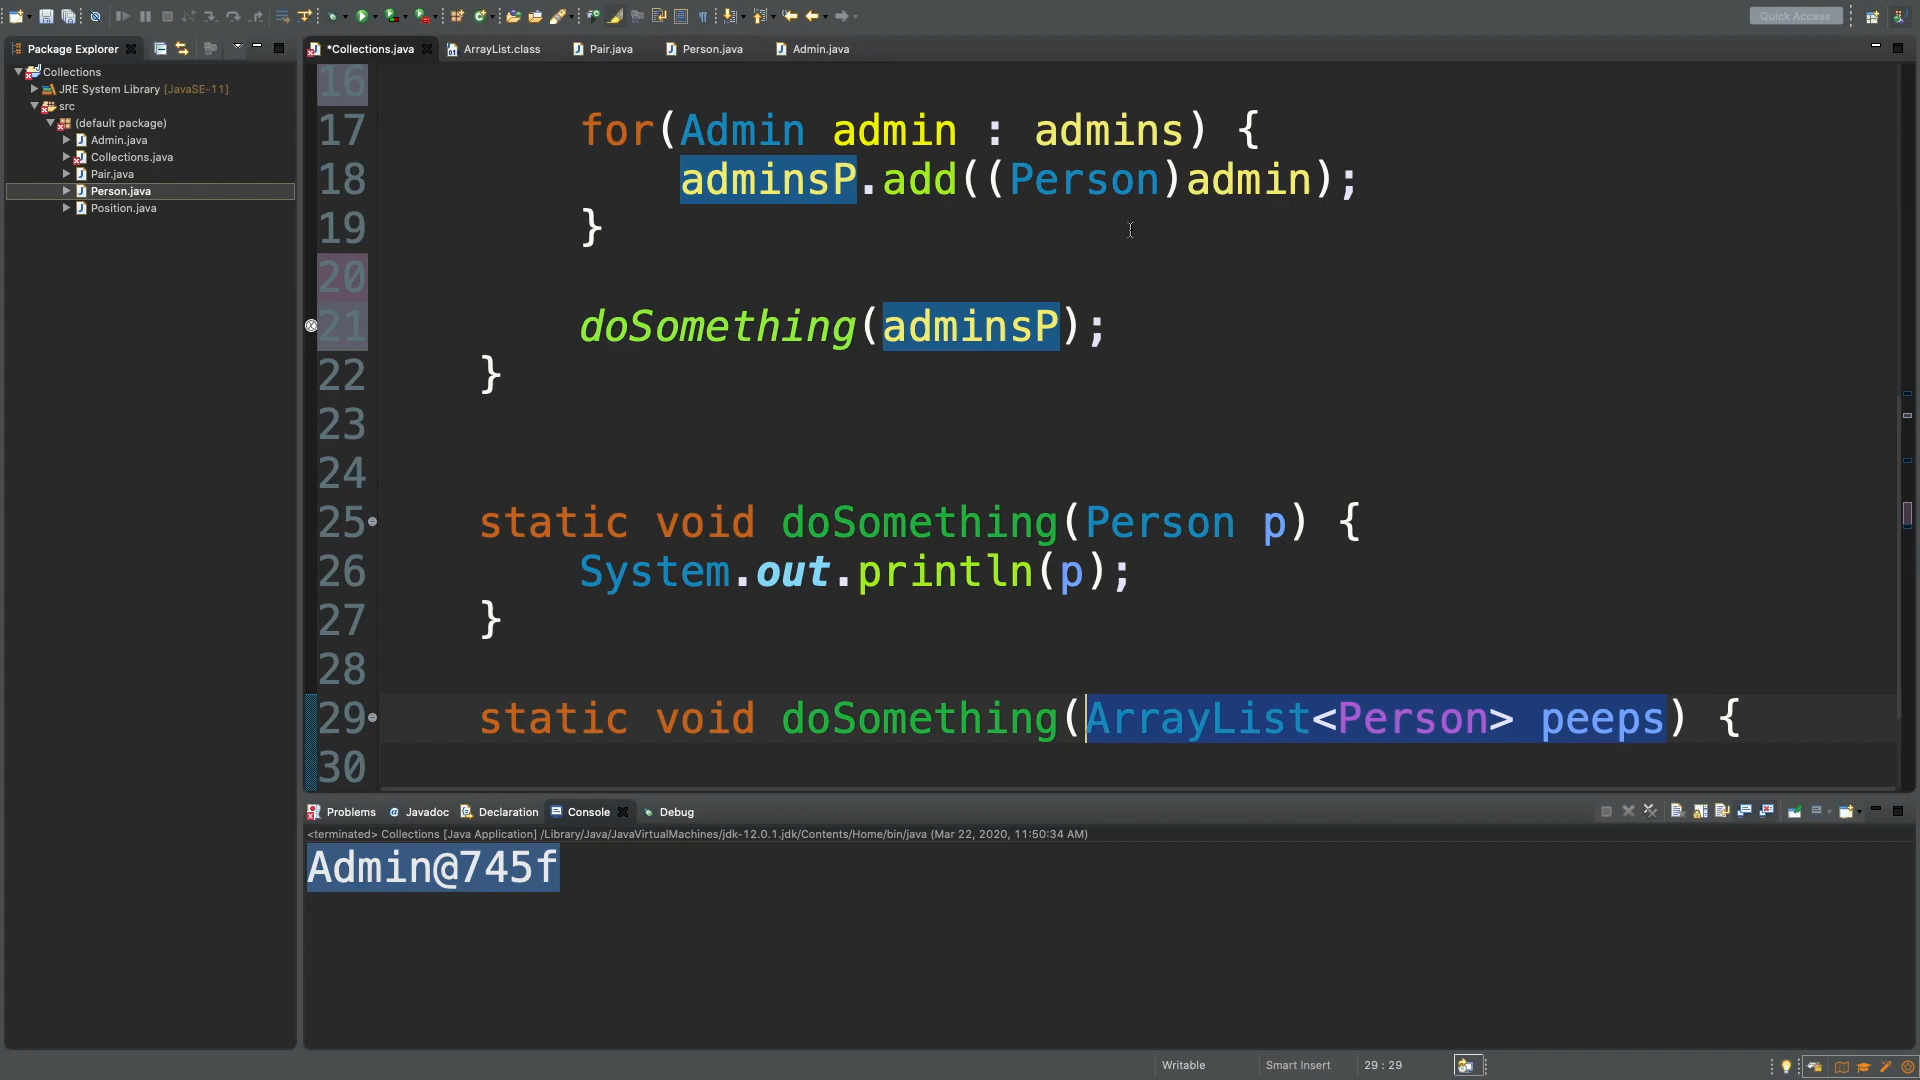 Quick Access
Package Explorer
*Collections.java
ArrayList.class
Pair.java
Person.java
Admin.java
Collections
JRE System Library [JavaSE-11]
src
(default package)
Admin.java
Collections.java
Pair.java
Person.java
Position.java
16
17 for(Admin admin : admins) {
18 adminsP.add((Person)admin);
19 }
20
21 doSomething(adminsP);
22 }
23
24
25 static void doSomething(Person p) {
26 System.out.println(p);
27 }
28
29 static void doSomething(ArrayList<Person> peeps) {
30
Problems @ Javadoc Declaration Console Debug
<terminated> Collections [Java Application] /Library/Java/JavaVirtualMachines/jdk-12.0.1.jdk/Contents/Home/bin/java (Mar 22, 2020, 11:50:34 AM)
Admin@745f
Writable Smart Insert 29 : 29